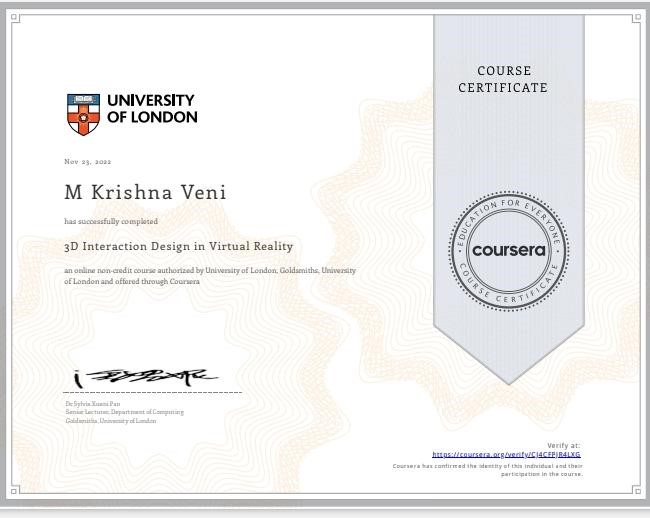 COURSE
CERTIFICATE
UNIVERSITY
OF LONDON
Nov 23, 2022
M Krishna Veni
has successfully completed
3D Interaction Design in Virtual Reality
an online non-credit course authorized by University of London, Goldsmiths, University
of London and offered through Coursera
EDUCATION FOR EVERYONE
coursera
COURSE CERTIFICATE
Dr Sylvia Xueni Pan
Senior Lecturer, Department of Computing
Goldsmiths, University of London
Verify at:
https://coursera.org/verify/CJ4CFPJR4LXG
Coursera has confirmed the identity of this individual and their
participation in the course.